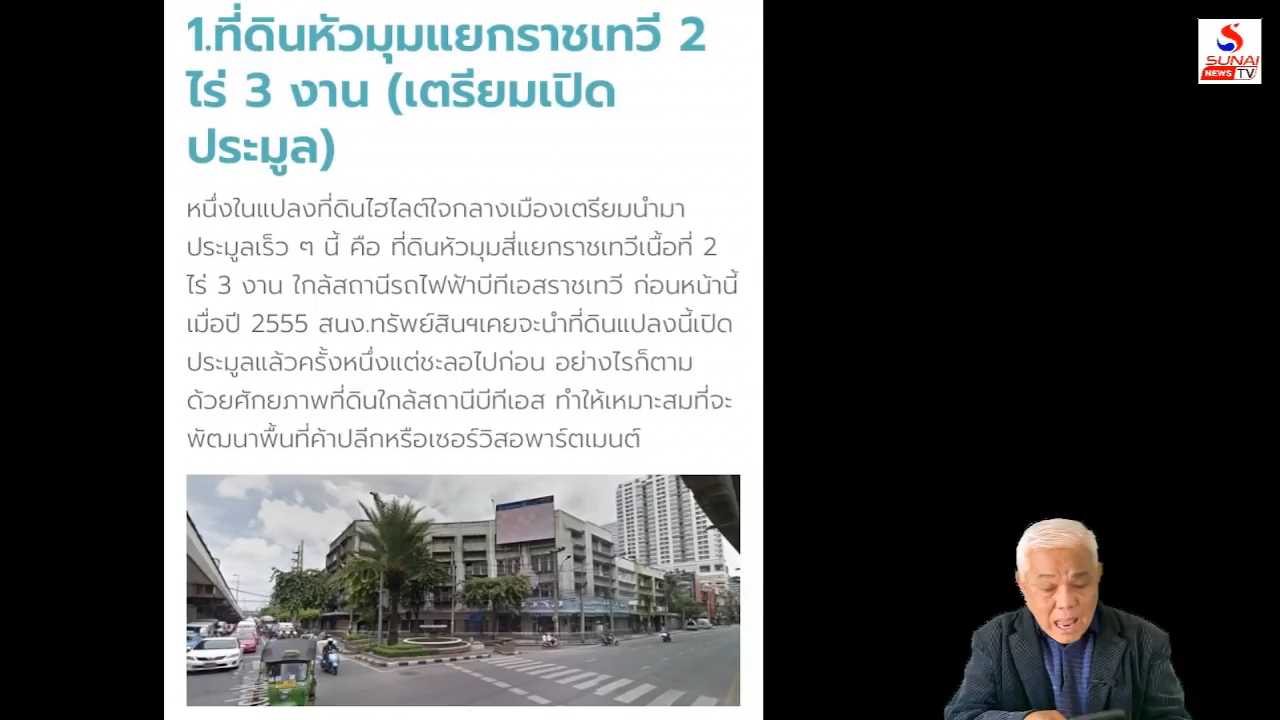 1.ที่ดินหัวมุมแยกราชเทวี 2
ไร่ 3 งาน (เตรียมเปิด
ประมูล)
หนึ่งในแปลงที่ดินไฮไลต์ใจกลางเมืองเตรียมนำมา
ประมูลเร็ว ๆ นี้ คือ ที่ดินหัวมุมสี่แยกราชเทวีเนื้อที่ 2
ไร่ 3 งาน ใกล้สถานีรถไฟฟ้าบีทีเอสราชเทวี ก่อนหน้านี้
เมื่อปี 2555 สนง.ทรัพย์สินฯเคยจะนำที่ดินแปลงนี้เปิด
ประมูลแล้วครั้งหนึ่งแต่ชะลอไปก่อน อย่างไรก็ตาม
ด้วยศักยภาพที่ดินใกล้สถานีบีทีเอส ทำให้เหมาะสมที่จะ
พัฒนาพื้นที่ค้าปลีกหรือเซอร์วิสอพาร์ตเมนต์
SUNAI
NEWS TV